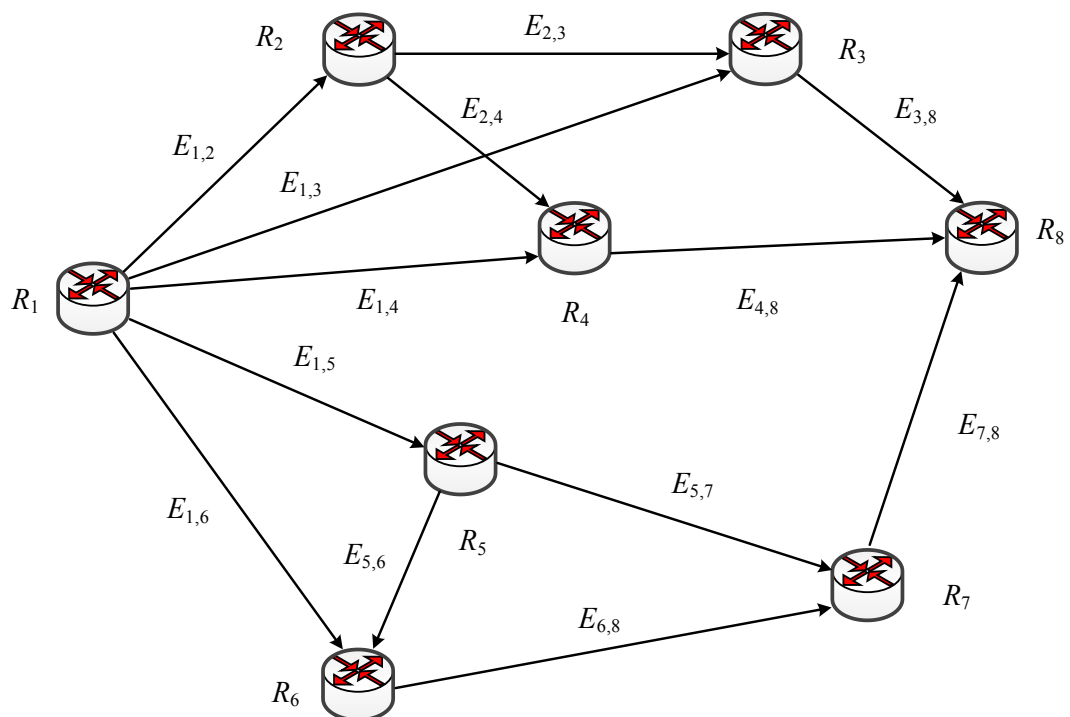 R2
E2,3
R3
E2,4
E3,8
E1,2
E1,3
R8
R1
E1,4
R4
E4,8
E1,5
E7,8
E1,6
E5,7
E5,6
R5
R7
E6,8
R6